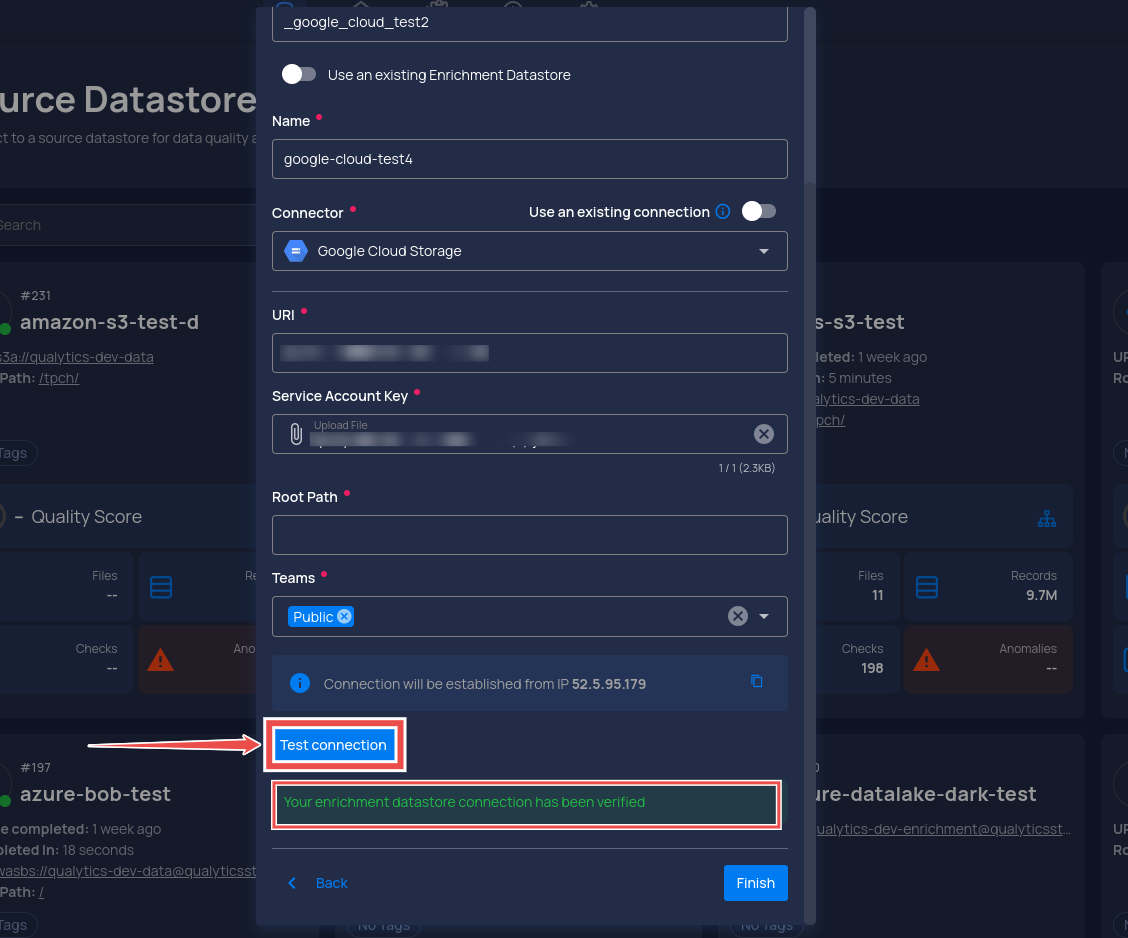 _google_cloud_test2
Use an existing Enrichment Datastore
urce Datastore
ct to a source datastore for data quality a
Name
google-cloud-test4
Connector
Use an existing connection
Google Cloud Storage
Search
#231
amazon-s3-test-d
s3a://qualytics-dev-data
Path: /tpch/
Tags
– Quality Score
Files
--
Re
Checks
--
Ano
URI
Service Account Key
Upload File
1 / 1 (2.3KB)
Root Path
Teams
Public
Connection will be established from IP 52.5.95.179
Test connection
Your enrichment datastore connection has been verified
Back
Finish
s-s3-test
leted: 1 week ago
n: 5 minutes
alytics-dev-data
pch/
uality Score
Files
11
Records
9.7M
Checks
198
Anomalies
--
UR
Ro
#197
azure-bob-test
e completed: 1 week ago
pleted In: 18 seconds
wasbs://qualytics-dev-data@qualyticsst
Path: /
Tags
No Tags
0
ure-datalake-dark-test
ualytics-dev-enrichment@qualyticsst...
No Tags
UR
Ro